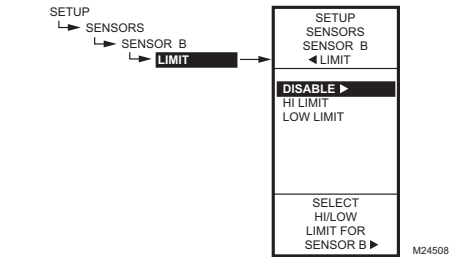 SETUP
SENSORS
SENSOR B
LIMIT
SETUP
SENSORS
SENSOR B
◀LIMIT
DISABLE ▶
HI LIMIT
LOW LIMIT
SELECT
HI/LOW
LIMIT FOR
SENSOR B▶
M24508